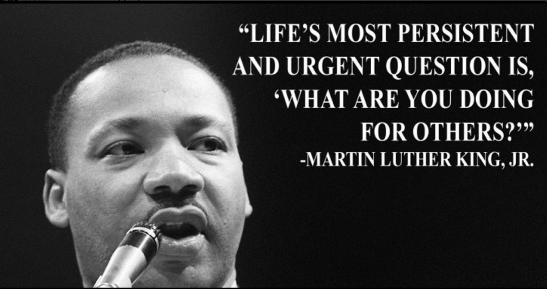 “LIFE’S MOST PERSISTENT
AND URGENT QUESTION IS,
‘WHAT ARE YOU DOING
FOR OTHERS?’”
-MARTIN LUTHER KING, JR.